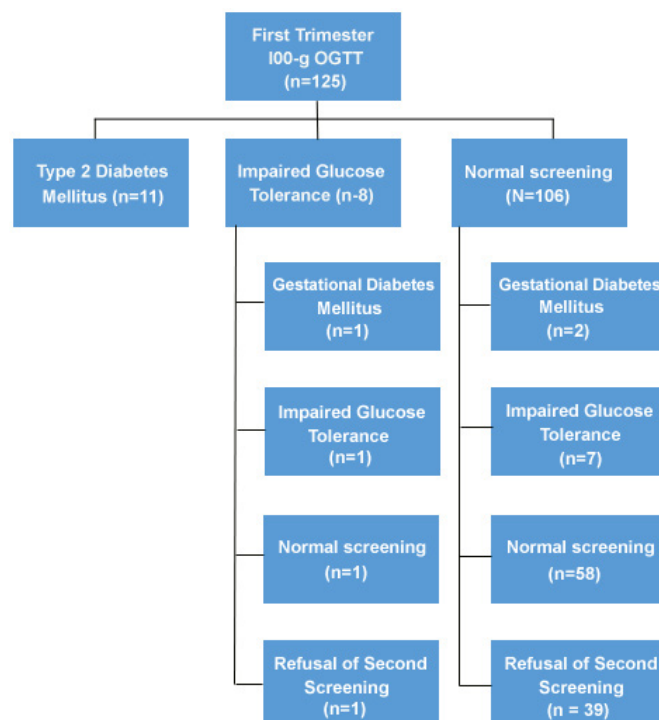 First Trimester
l00-g OGTT
(n=125)
Type 2 Diabetes
Mellitus (n=11)
Impaired Glucose
Tolerance (n-8)
Normal screening
(N=106)
Gestational Diabetes
Mellitus
(n=1)
Gestational Diabetes
Mellitus
(n=2)
Impaired Glucose
Tolerance
(n=1)
Impaired Glucose
Tolerance
(n=7)
Normal screening
(n=1)
Normal screening
(n=58)
Refusal of Second
Screening
(n=1)
Refusal of Second
Screening
(n = 39)